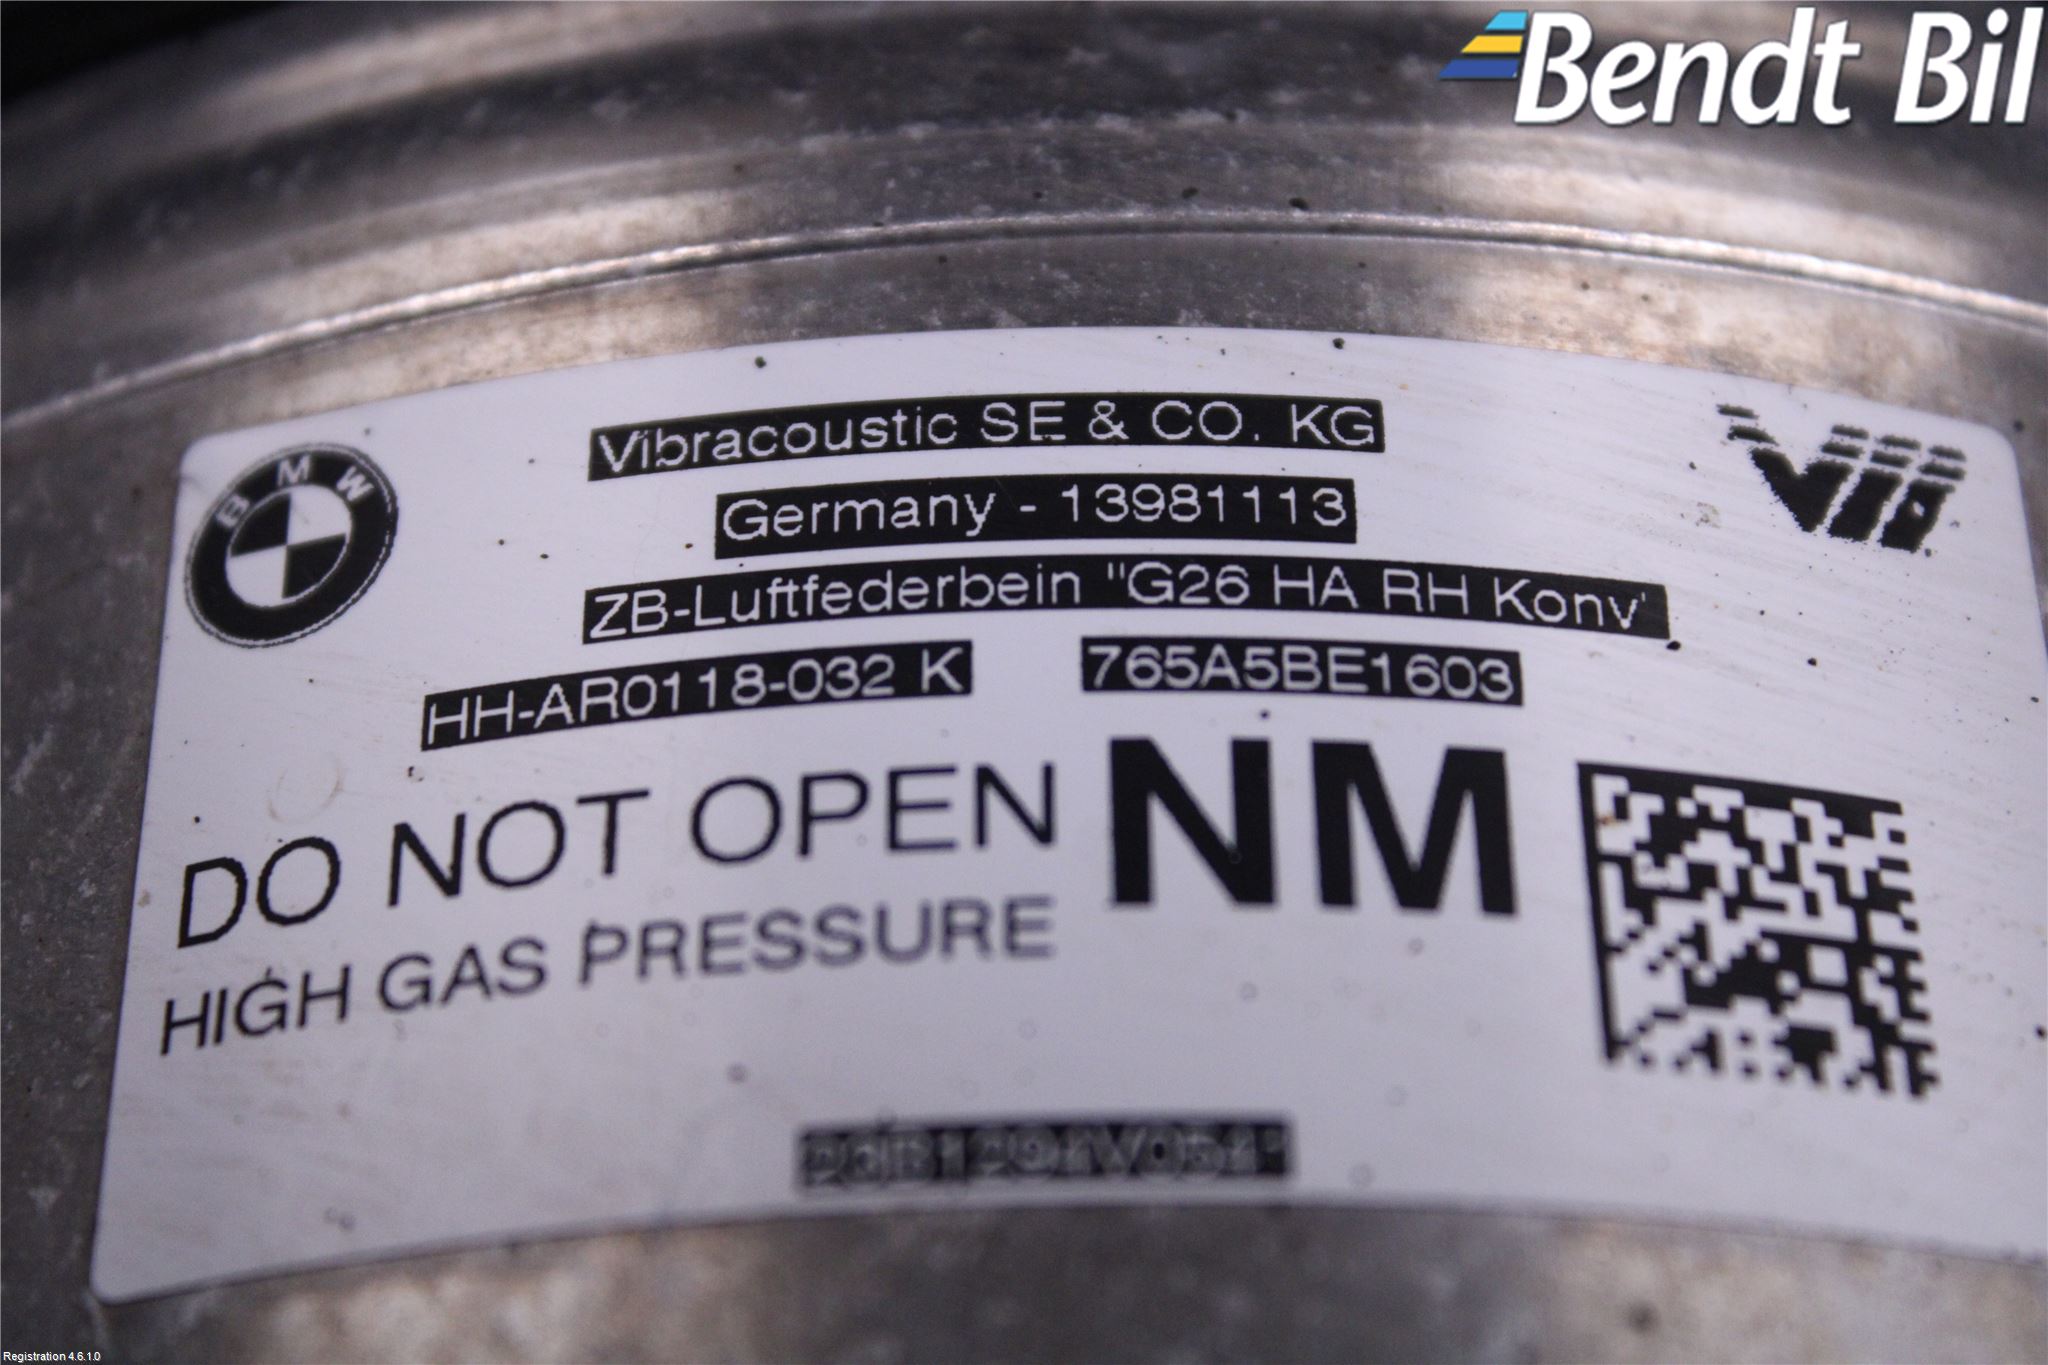 Bendt Bil
BMW
Vibracoustic SE & CO. KG
Germany - 13981113
ZB-Luftfederbein "G26 HA RH Konv'
HH-AR0118-032 K 765A5BE1603
DO NOT OPEN NM
HIGH GAS PRESSURE
Registration 4.6.1.0